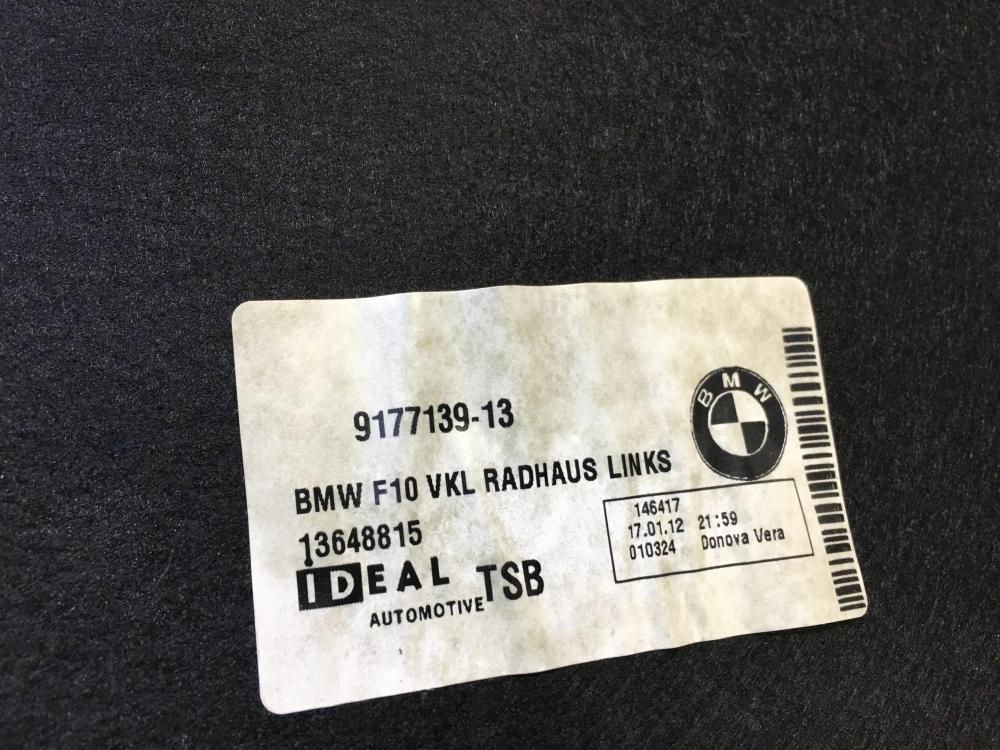 9177139-13
BMW
BMW F10 VKL RADHAUS LINKS
13648815
146417
17.01.12 21:59
010324 Donova Vera
IDEAL TSB
AUTOMOTIVE